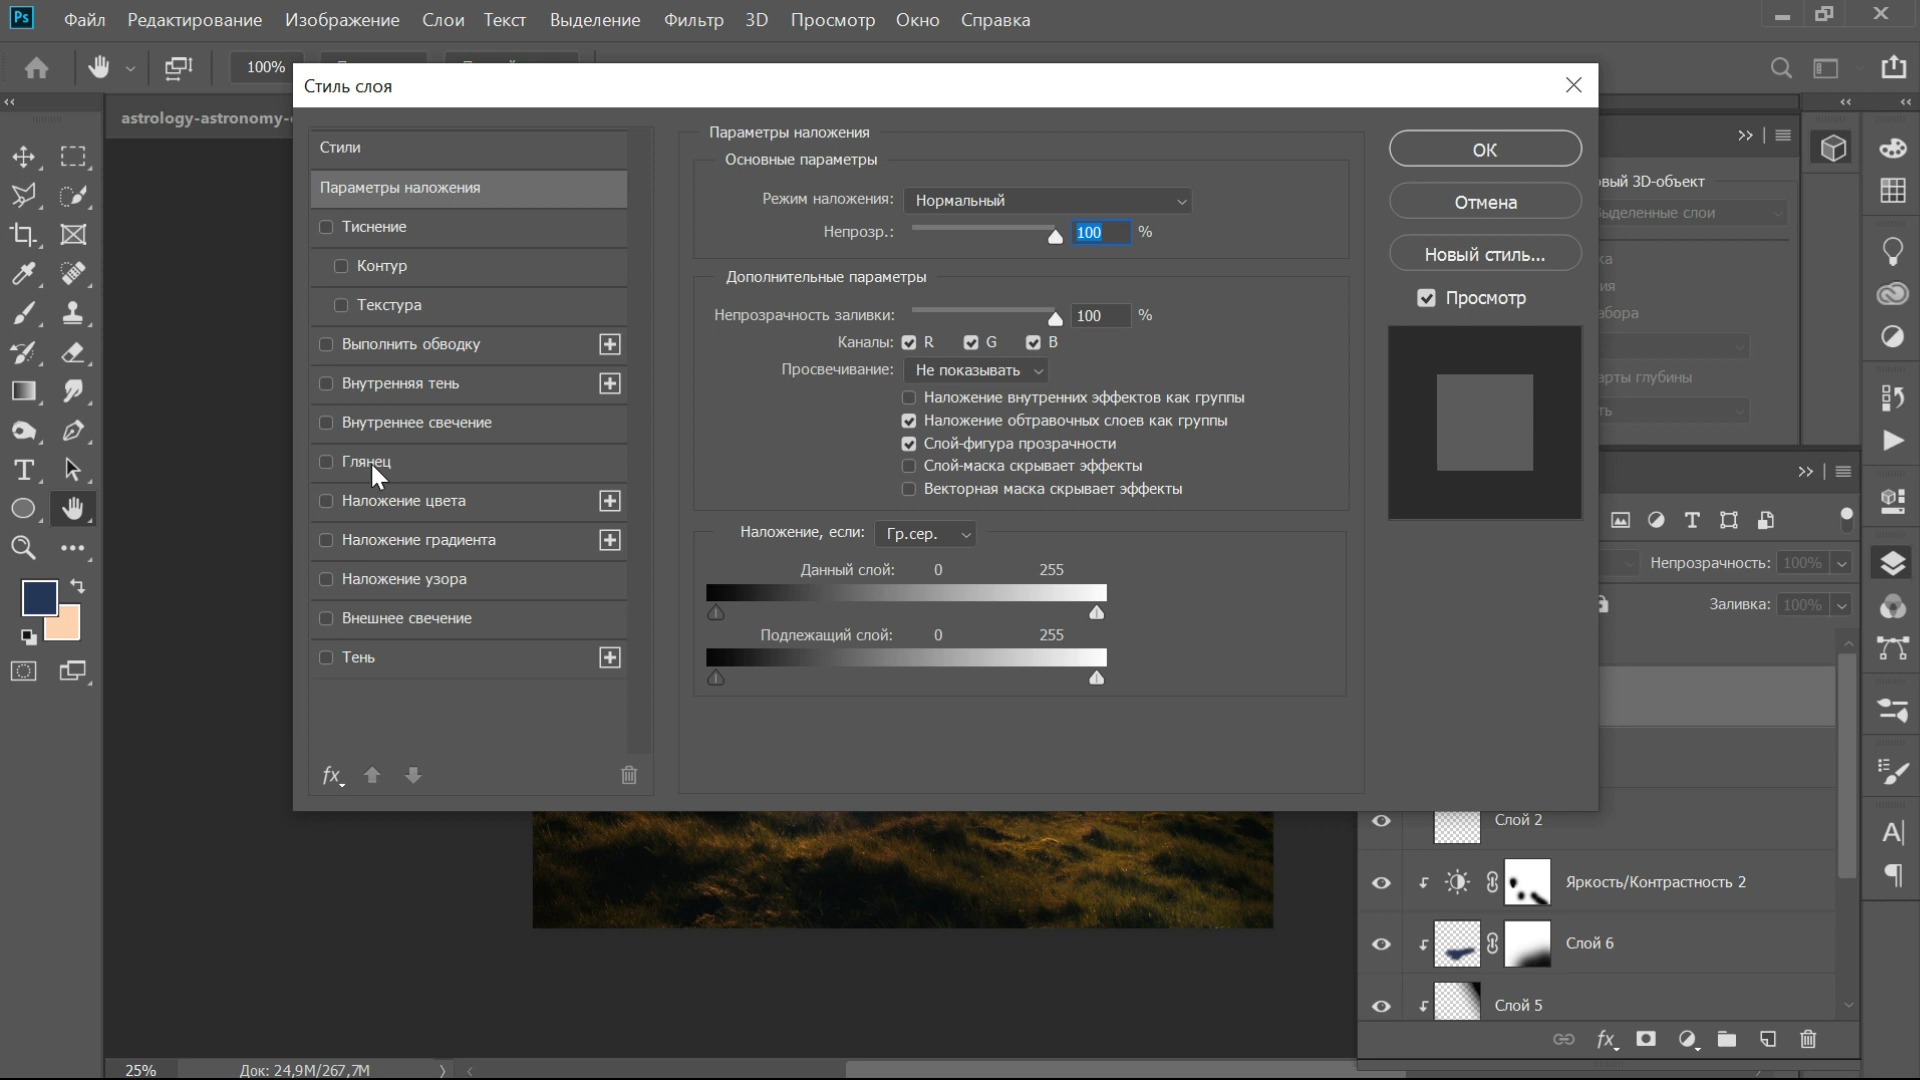 Ps Файл Редактирование Изображение Слои Текст Выделение Фильтр 3D Просмотр Окно Справка
100%
astrology-astronomy-
Стиль слоя
Стили
Параметры наложения
Тиснение
Контур
Текстура
Выполнить обводку
Внутренняя тень
Внутреннее свечение
Глянец
Наложение цвета
Наложение градиента
Наложение узора
Внешнее свечение
Тень
fx
Параметры наложения
Основные параметры
Режим наложения: Нормальный
Непрозр.: 100 %
Дополнительные параметры
Непрозрачность заливки: 100 %
Каналы: R G B
Просвечивание: Не показывать
Наложение внутренних эффектов как группы
Наложение обтравочных слоев как группы
Слой-фигура прозрачности
Слой-маска скрывает эффекты
Векторная маска скрывает эффекты
Наложение, если: Гр.сер.
Данный слой: 0 255
Подлежащий слой: 0 255
ОК
Отмена
Новый стиль...
Просмотр
3D-объект
слои
глубины
Непрозрачность: 100%
Заливка: 100%
Слой 2
Яркость/Контрастность 2
Слой 6
Слой 5
fx
25% Док: 24,9M/267,7M